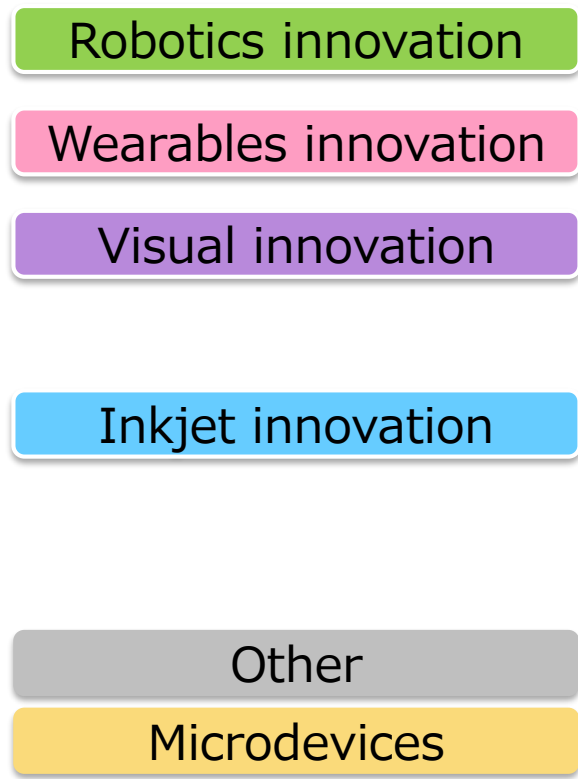 Robotics innovation
Wearables innovation
Visual innovation
Inkjet innovation
Other
Microdevices